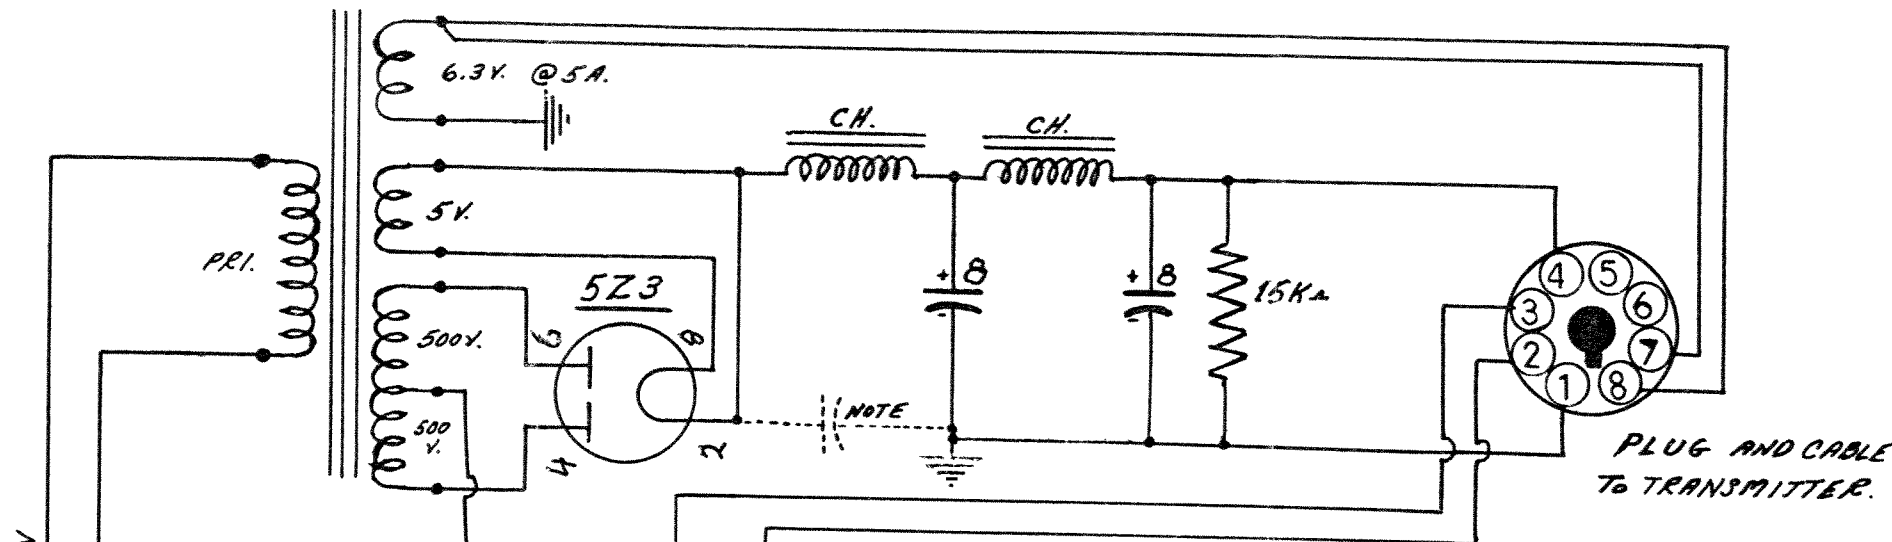 6.3V. @ 5A.
CH.
CH.
5V.
PRI.
5Z3
+ 8
-
+ 8
-
15K
500V.
6
8
500
V.
4
2
NOTE
4
5
3
6
2
7
1
8
PLUG AND CABLE
TO TRANSMITTER.